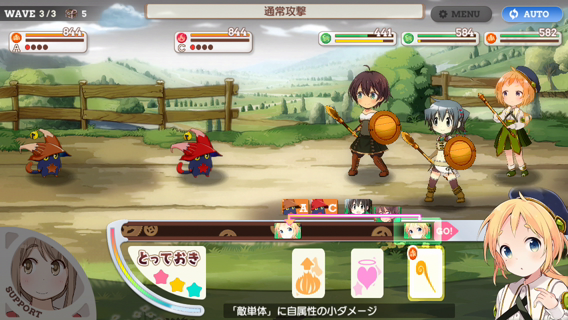 WAVE 3/3
5
通常攻撃
MENU
AUTO
844
844
441
584
582
A
C
A
C
GO!
とっておき
SUPPORT
「敵単体」に自属性の小ダメージ